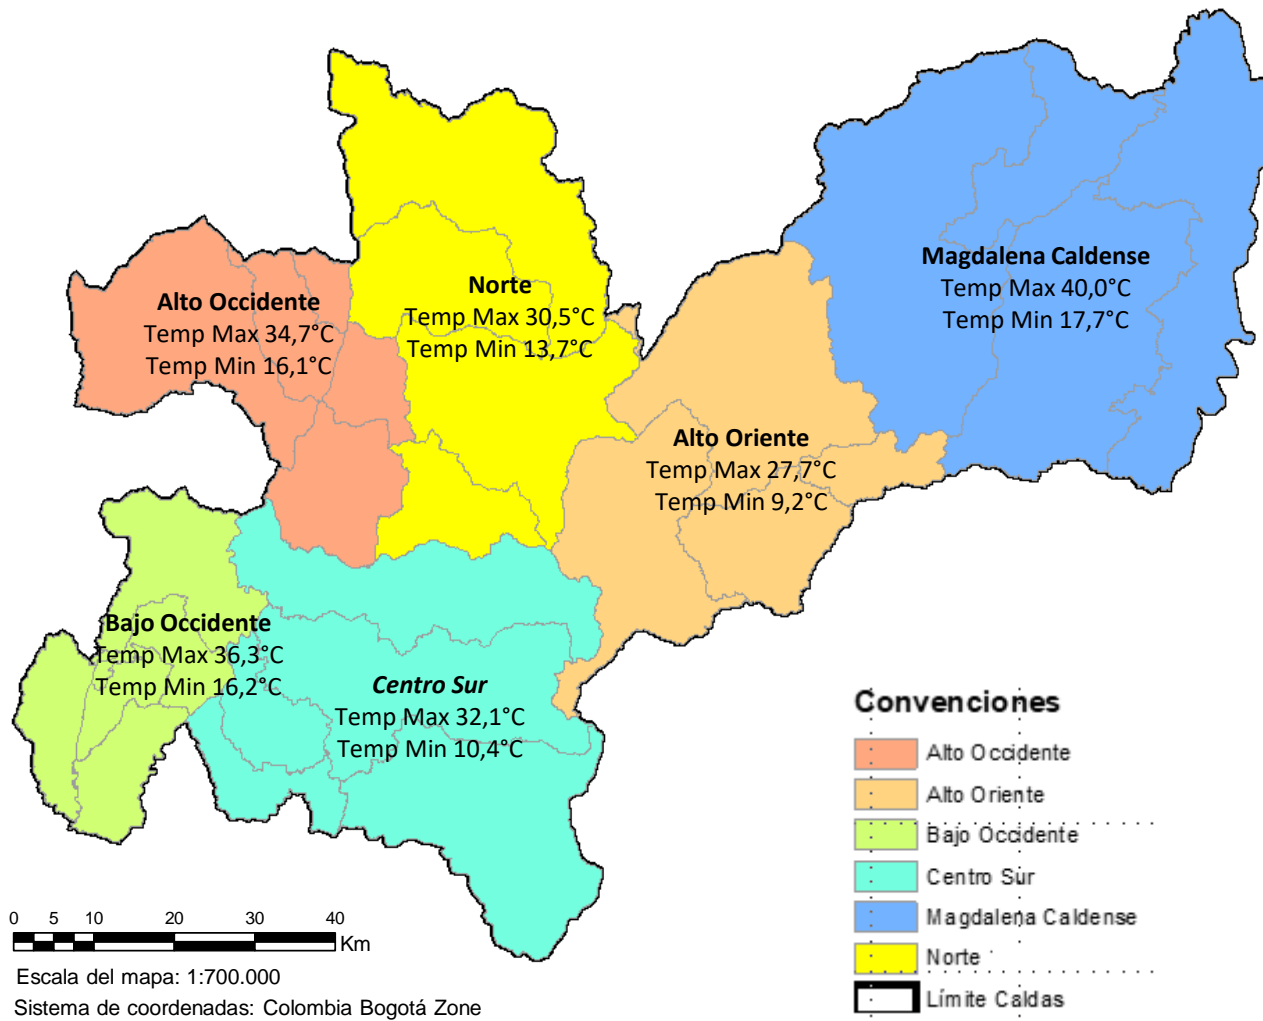 Magdalena Caldense
Temp Max 40,0°C
Temp Min 17,7°C
Norte
Temp Max 30,5°C
Temp Min 13,7°C
Alto Occidente
Temp Max 34,7°C
Temp Min 16,1°C
Alto Oriente
Temp Max 27,7°C
Temp Min 9,2°C
Bajo Occidente
Temp Max 36,3°C
Temp Min 16,2°C
Centro Sur
Temp Max 32,1°C
Temp Min 10,4°C
Convenciones
Alto Occidente
Alto Oriente
Bajo Occidente
Centro Sur
Magdalena Caldense
Norte
Límite Caldas
0 5 10 20 30 40
Km
Escala del mapa: 1:700.000
Sistema de coordenadas: Colombia Bogotá Zone